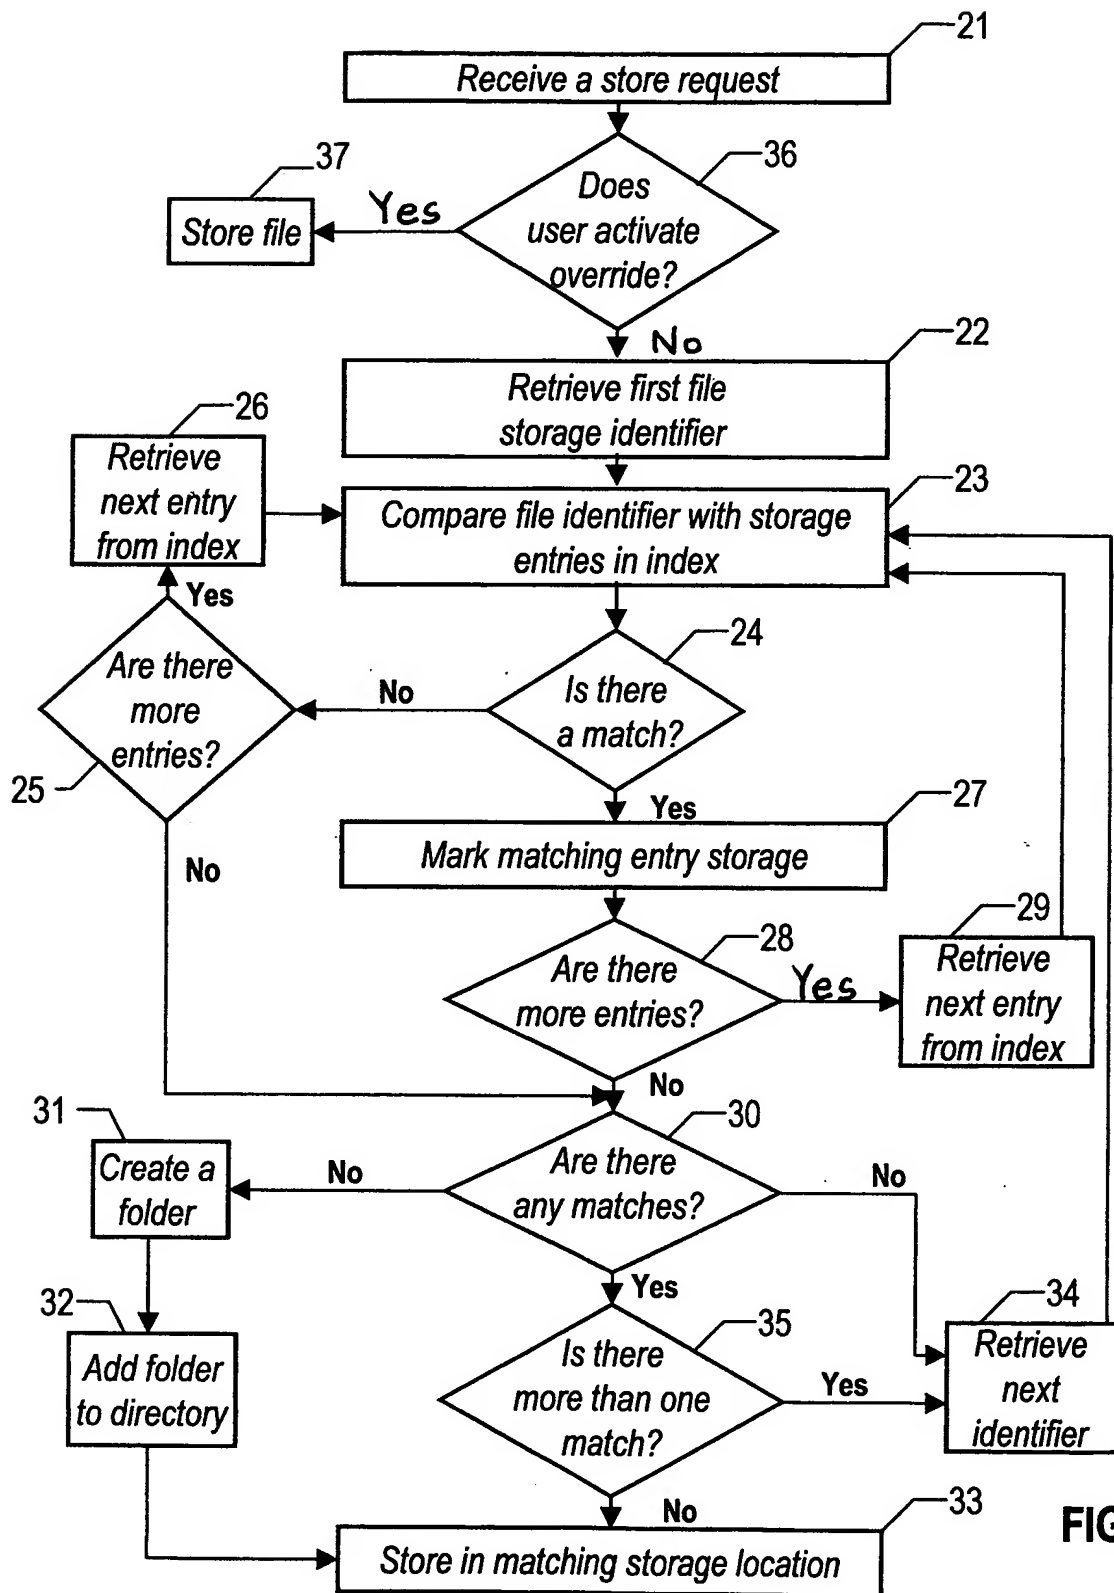 21
Receive a store request
37
36
Does
user activate
override?
Yes
Store file
No
22
Retrieve first file
storage identifier
26
Retrieve
next entry
from index
23
Compare file identifier with storage
entries in index
Yes
24
Are there
more
entries?
No
Is there
a match?
25
Yes
27
No
Mark matching entry storage
28
29
Are there
more entries?
Yes
Retrieve
next entry
from index
No
31
30
Create a
folder
No
Are there
any matches?
No
32
Yes
35
34
Add folder
to directory
Is there
more than one
match?
Yes
Retrieve
next
identifier
No
33
FIG
Store in matching storage location